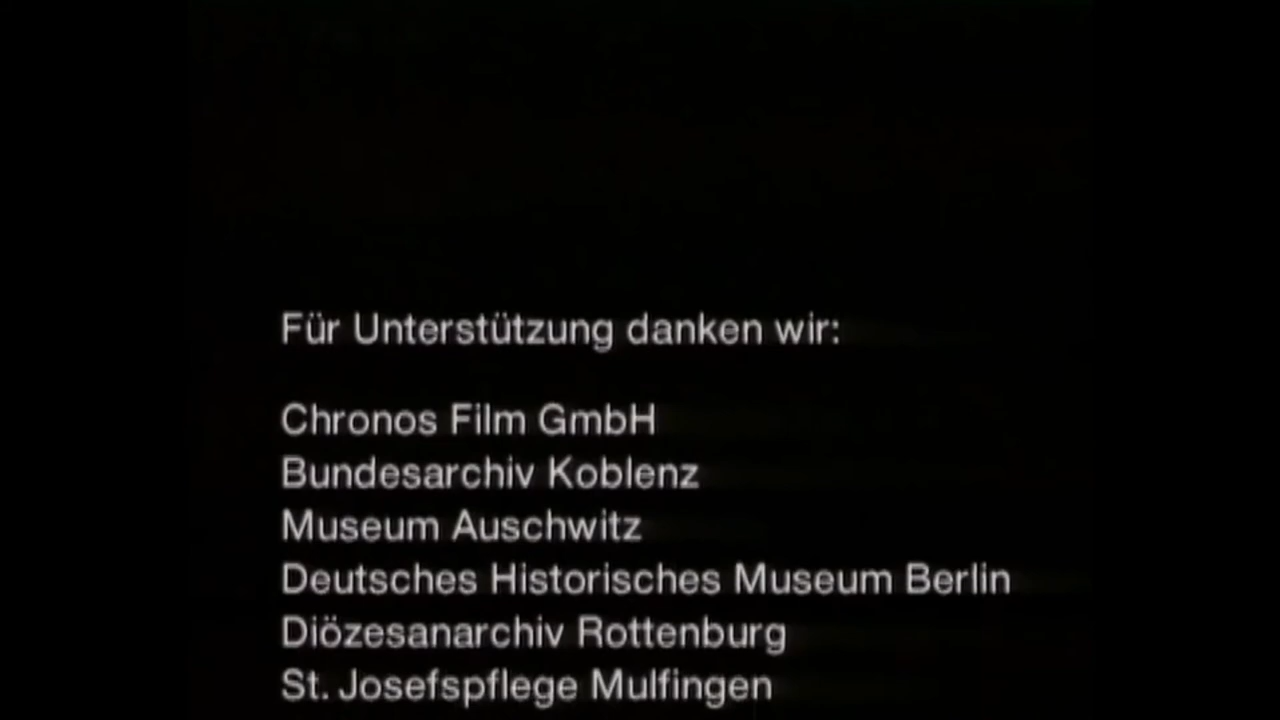 Für Unterstützung danken wir:
Chronos Film GmbH
Bundesarchiv Koblenz
Museum Auschwitz
Deutsches Historisches Museum Berlin
Diözesanarchiv Rottenburg
St. Josefspflege Mulfingen